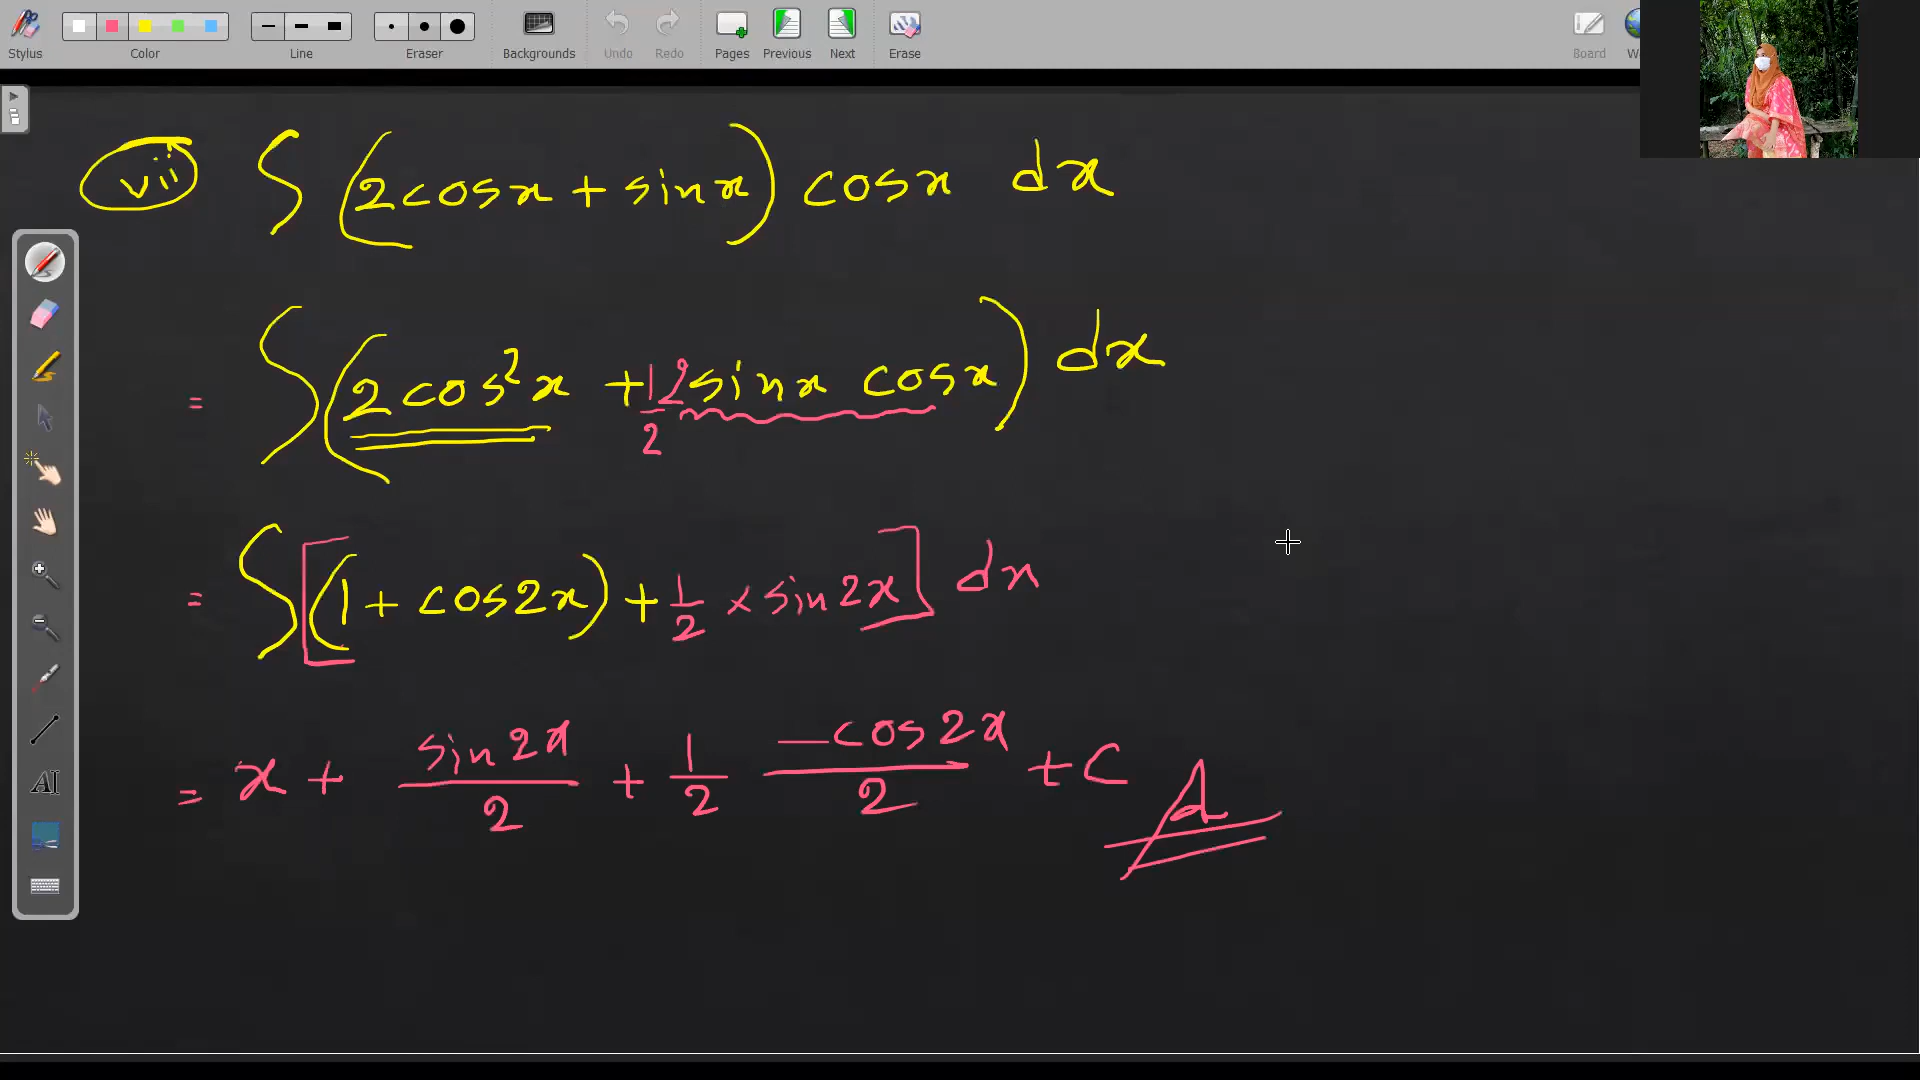 Stylus Color Line Eraser Backgrounds Undo Redo Pages Previous Next Erase Board
vii ∫ (2cosx + sinx) cosx dx
= ∫ (2cos²x + 1/2 2sinx cosx) dx
= ∫ [(1 + cos2x) + 1/2 × sin2x] dx
= x + sin2x/2 + 1/2 −cos2x/2 + C